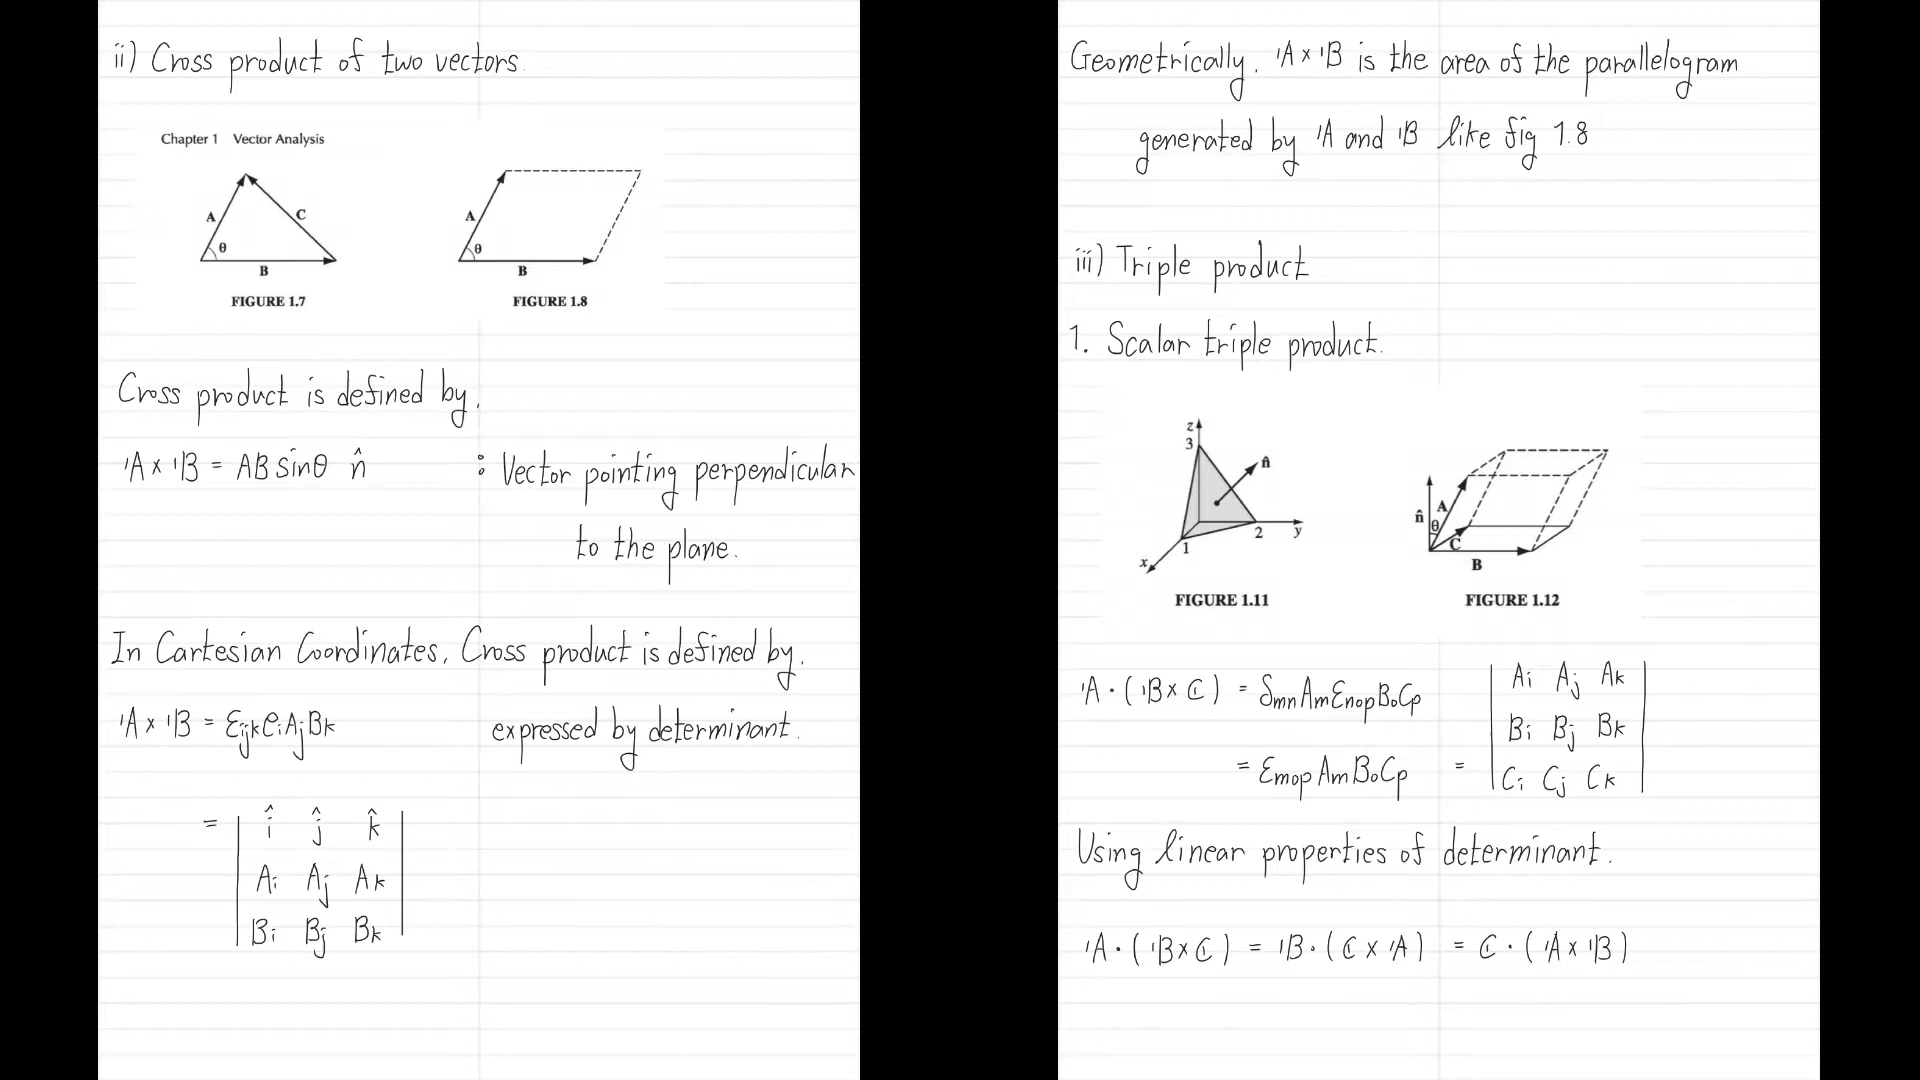 ii) Cross product of two vectors.
Chapter 1 Vector Analysis
A C θ B
A θ B
FIGURE 1.7 FIGURE 1.8
Cross product is defined by.
𝐀 × 𝐁 = AB sinθ n̂ : Vector pointing perpendicular
to the plane.
In Cartesian Coordinates, Cross product is defined by.
𝐀 × 𝐁 = εijk ei Aj Bk expressed by determinant.
= | î ĵ k̂ |
| Ai Aj Ak |
| Bi Bj Bk |
Geometrically. 𝐀 × 𝐁 is the area of the parallelogram
generated by 𝐀 and 𝐁 like fig 1.8
iii) Triple product
1. Scalar triple product.
z 3 n̂ 2 y 1 x
n̂ A θ C B
FIGURE 1.11 FIGURE 1.12
𝐀 · (𝐁 × 𝐂) = δmn Am εnop Bo Cp
= εmop Am Bo Cp = | Ai Aj Ak |
| Bi Bj Bk |
| Ci Cj Ck |
Using linear properties of determinant.
𝐀 · (𝐁 × 𝐂) = 𝐁 · (𝐂 × 𝐀) = 𝐂 · (𝐀 × 𝐁)